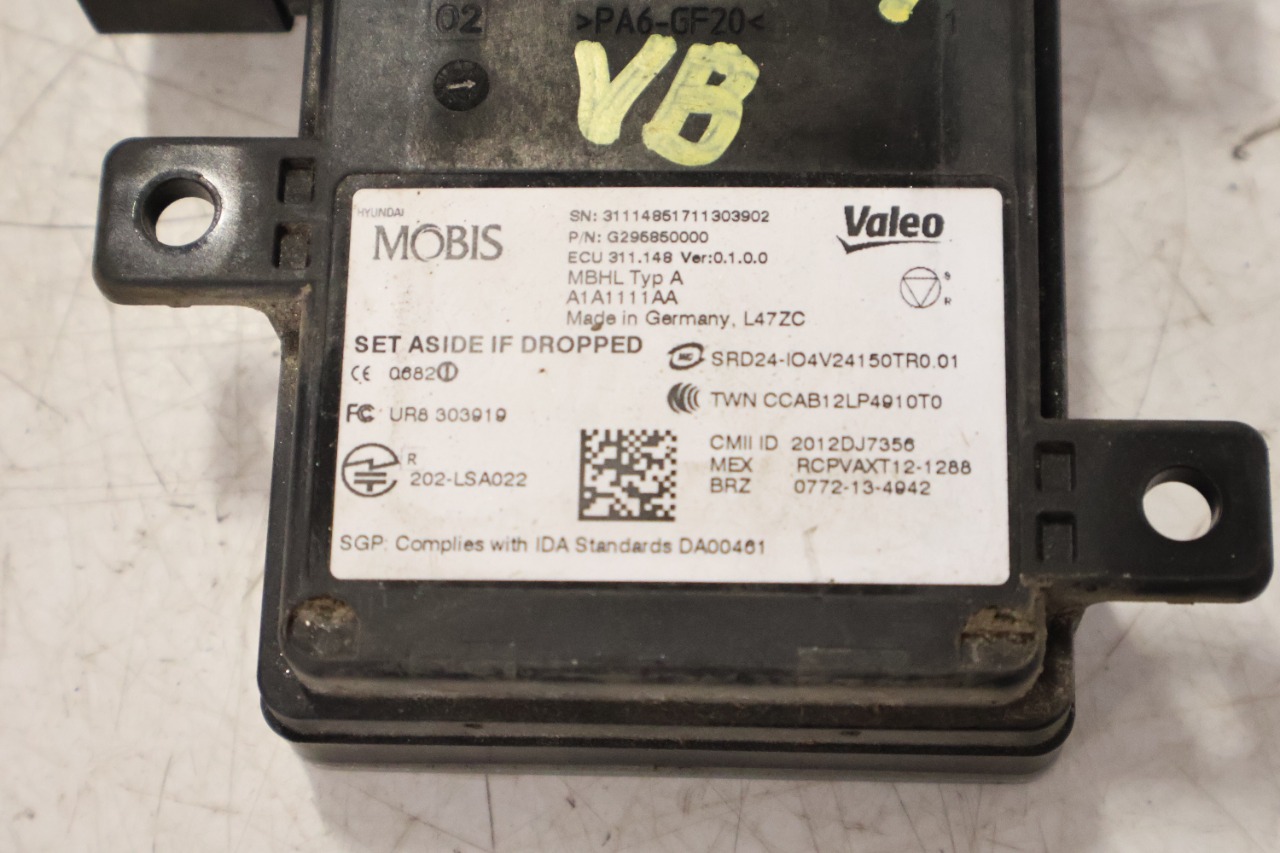 02 >PA6-GF20< 1
VB
HYUNDAI
MOBIS
SN: 31114851711303902
P/N: G295850000
ECU 311.148 Ver:0.1.0.0
MBHL Typ A
A1A1111AA
Made in Germany, L47ZC
Valeo
S
R
SET ASIDE IF DROPPED
CE 0682
FC UR8 303919
R
202-LSA022
SRD24-IO4V24150TR0.01
TWN CCAB12LP4910T0
CMII ID 2012DJ7356
MEX RCPVAXT12-1288
BRZ 0772-13-4942
SGP: Complies with IDA Standards DA00461